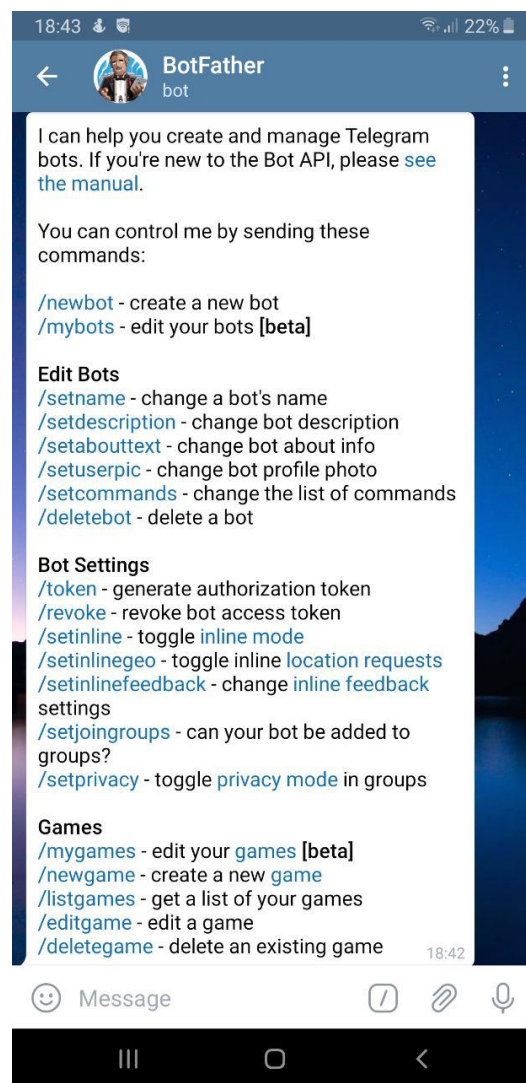 18:43 22%
BotFather
bot
I can help you create and manage Telegram
bots. If you're new to the Bot API, please see
the manual.
You can control me by sending these
commands:
/newbot - create a new bot
/mybots - edit your bots [beta]
Edit Bots
/setname - change a bot's name
/setdescription - change bot description
/setabouttext - change bot about info
/setuserpic - change bot profile photo
/setcommands - change the list of commands
/deletebot - delete a bot
Bot Settings
/token - generate authorization token
/revoke - revoke bot access token
/setinline - toggle inline mode
/setinlinegeo - toggle inline location requests
/setinlinefeedback - change inline feedback
settings
/setjoingroups - can your bot be added to
groups?
/setprivacy - toggle privacy mode in groups
Games
/mygames - edit your games [beta]
/newgame - create a new game
/listgames - get a list of your games
/editgame - edit a game
/deletegame - delete an existing game 18:42
Message